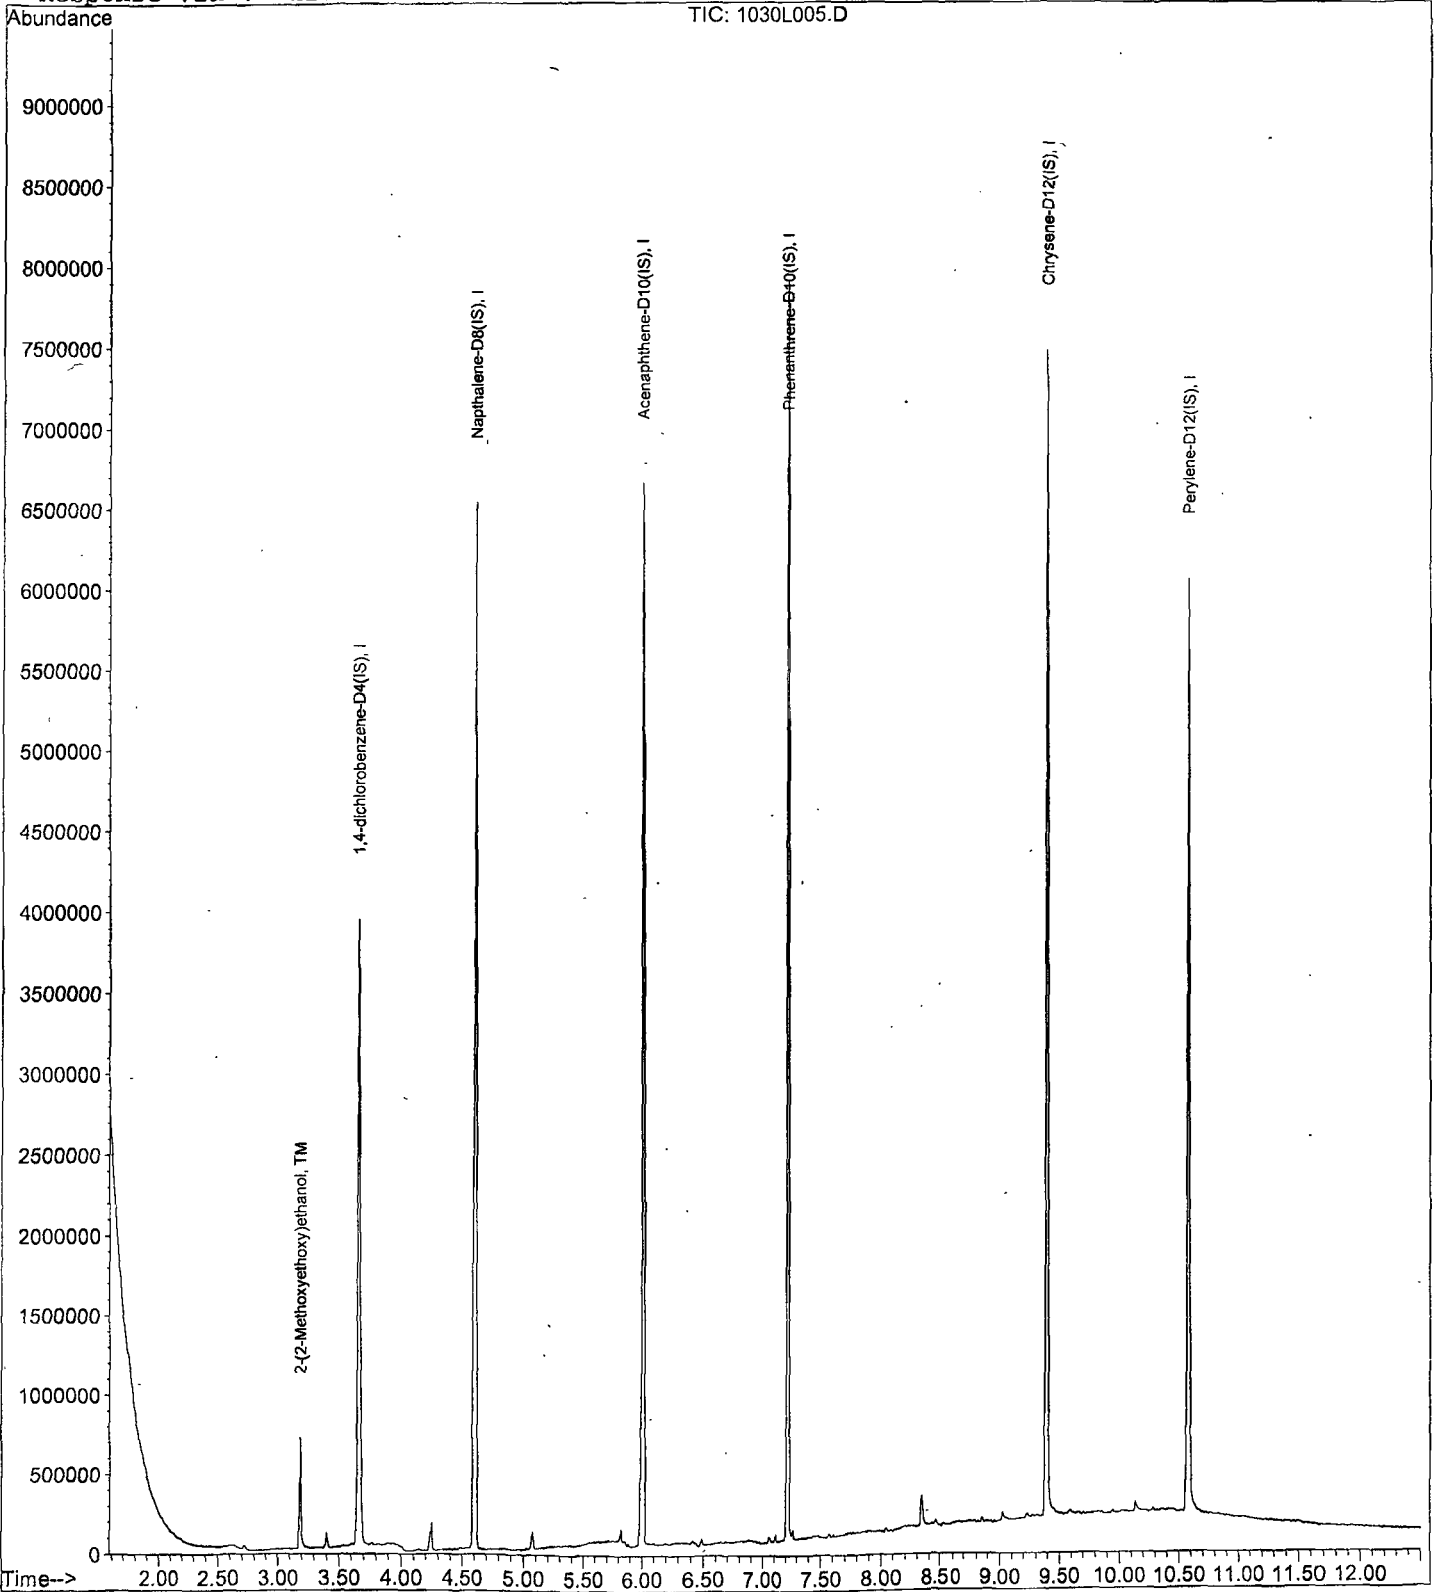 Abundance
TIC: 1030L005.D
9000000
8500000
8000000
7500000
7000000
6500000
6000000
5500000
5000000
4500000
4000000
3500000
3000000
2500000
2000000
1500000
1000000
500000
0
2-(2-Methoxyethoxy)ethanol, TM
1,4-dichlorobenzene-D4(IS), I
Napthalene-D8(IS), I
Acenaphthene-D10(IS), I
Phenanthrene-D10(IS), I
Chrysene-D12(IS), I
Perylene-D12(IS), I
Time--> 2.00 2.50 3.00 3.50 4.00 4.50 5.00 5.50 6.00 6.50 7.00 7.50 8.00 8.50 9.00 9.50 10.00 10.50 11.00 11.50 12.00